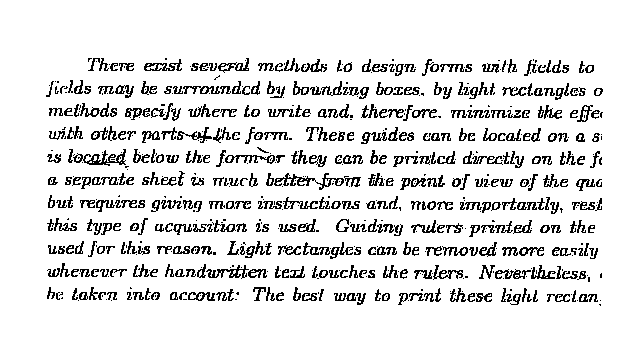 There exist several methods to design forms with fields to
fields may be surrounded by bounding boxes, by light rectangles o
methods specify where to write and, therefore, minimize the effe
with other parts of the form. These guides can be located on a s
is located below the form or they can be printed directly on the fo
a separate sheet is much better from the point of view of the qua
but requires giving more instructions and, more importantly, rest
this type of acquisition is used. Guiding rulers printed on the
used for this reason. Light rectangles can be removed more easily
whenever the handwritten text touches the rulers. Nevertheless,
be taken into account: The best way to print these light rectan